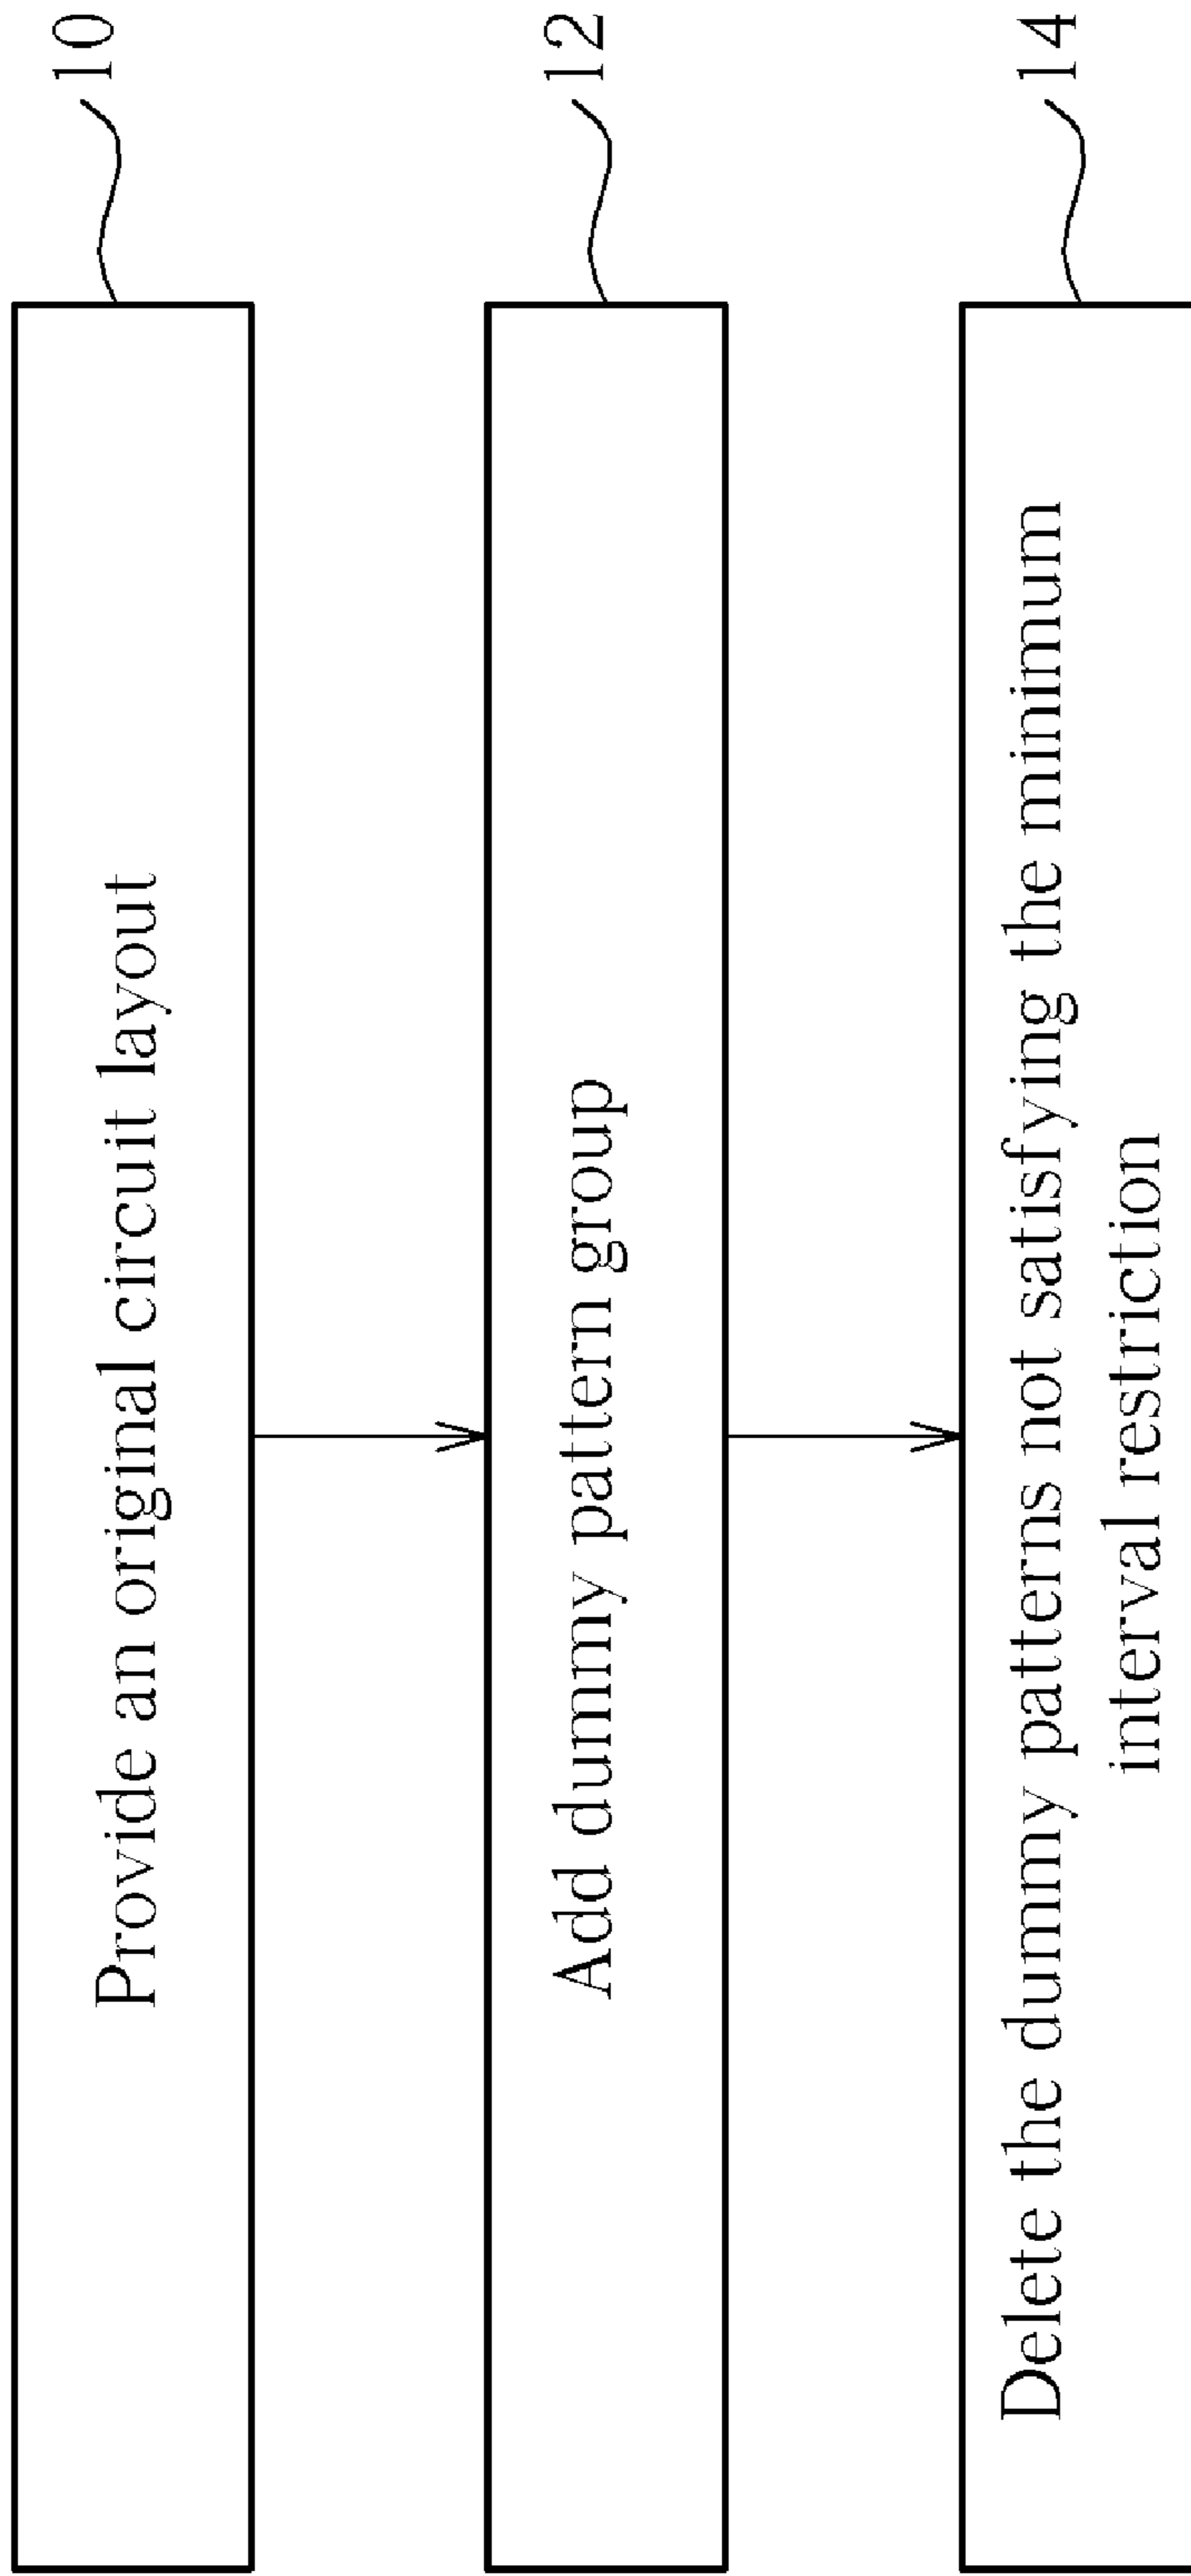 Provide an original circuit layout
10
Add dummy pattern group
12
Delete the dummy patterns not satisfying the minimum
interval restriction
14